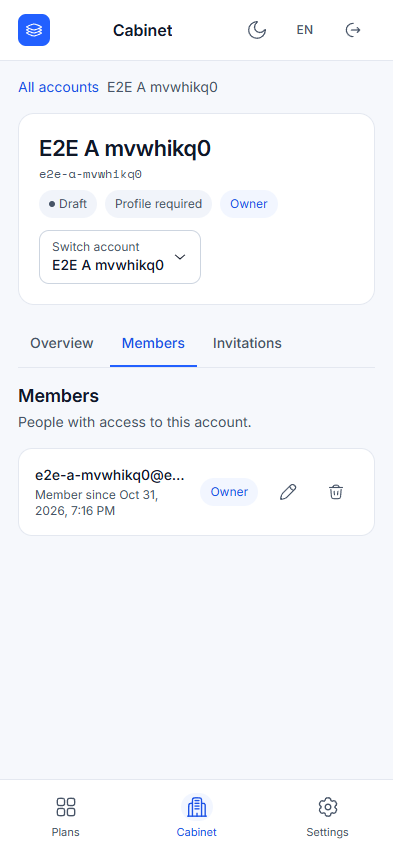 Cabinet
EN
All accounts E2E A mvwhikq0
E2E A mvwhikq0
e2e-a-mvwhikq0
Draft
Profile required
Owner
Switch account
E2E A mvwhikq0
Overview
Members
Invitations
Members
People with access to this account.
e2e-a-mvwhikq0@e...
Member since Oct 31,
2026, 7:16 PM
Owner
Plans
Cabinet
Settings